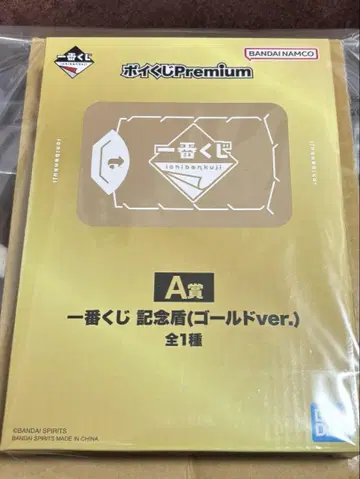 一番くじ
ichibankuji
ポイくじPremium
BANDAI NAMCO
一番くじ
ichibankuji
A賞
一番くじ 記念盾(ゴールドver.)
全1種
©BANDAI SPIRITS
BANDAI SPIRITS MADE IN CHINA